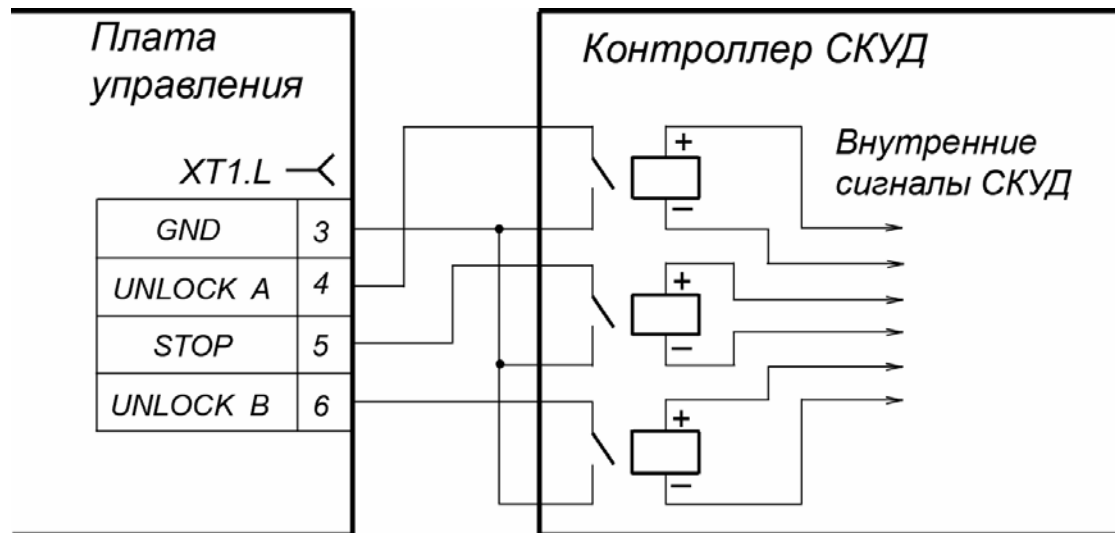 Плата
управления
XT1.L
GND 3
UNLOCK A 4
STOP 5
UNLOCK B 6
Контроллер СКУД
Внутренние
сигналы СКУД
+
−
+
−
+
−